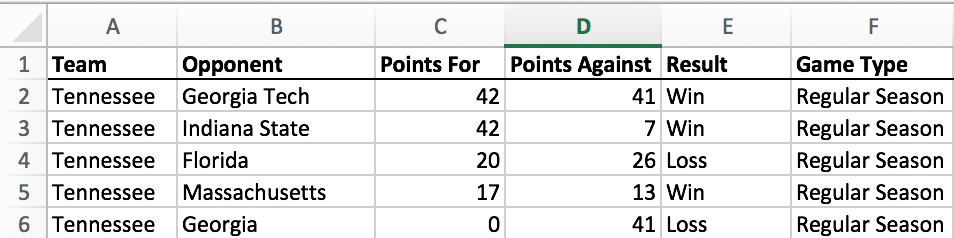 A B C D E F
1 Team Opponent Points For Points Against Result Game Type
2 Tennessee Georgia Tech 42 41 Win Regular Season
3 Tennessee Indiana State 42 7 Win Regular Season
4 Tennessee Florida 20 26 Loss Regular Season
5 Tennessee Massachusetts 17 13 Win Regular Season
6 Tennessee Georgia 0 41 Loss Regular Season